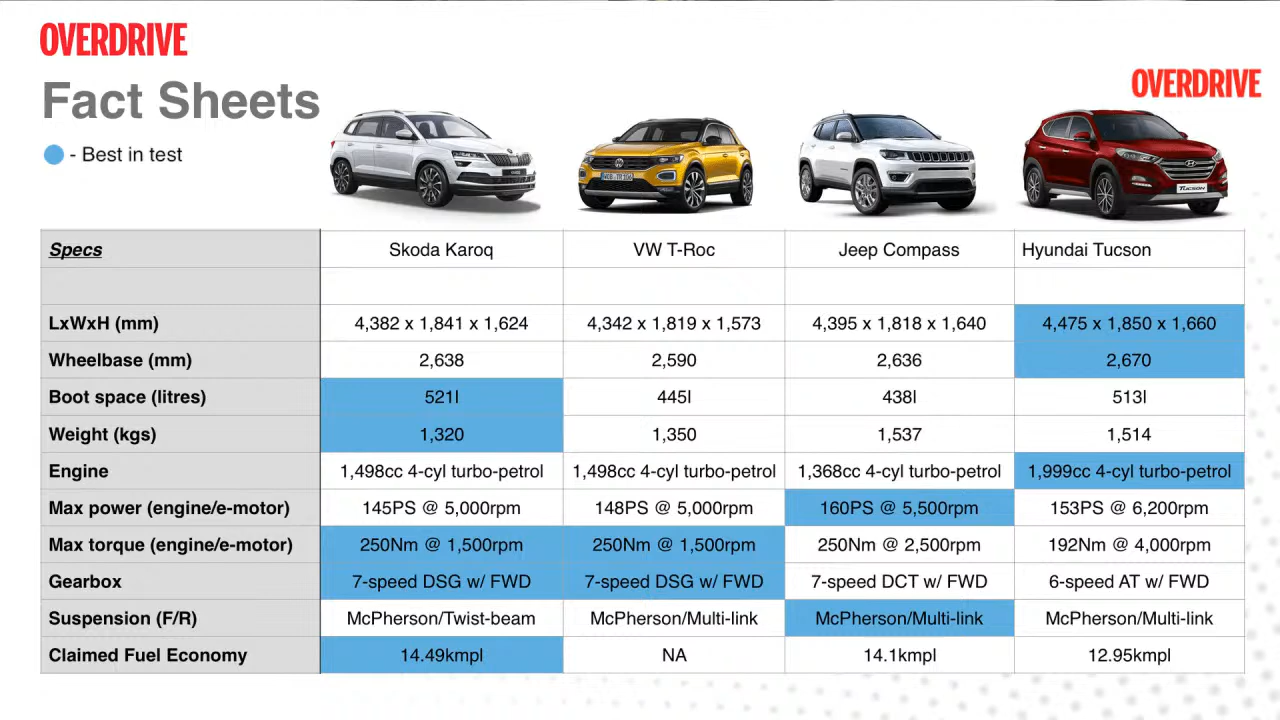 OVERDRIVE
Fact Sheets
OVERDRIVE
- Best in test
TUCSON
Specs Skoda Karoq VW T-Roc Jeep Compass Hyundai Tucson
LxWxH (mm) 4,382 x 1,841 x 1,624 4,342 x 1,819 x 1,573 4,395 x 1,818 x 1,640 4,475 x 1,850 x 1,660
Wheelbase (mm) 2,638 2,590 2,636 2,670
Boot space (litres) 521l 445l 438l 513l
Weight (kgs) 1,320 1,350 1,537 1,514
Engine 1,498cc 4-cyl turbo-petrol 1,498cc 4-cyl turbo-petrol 1,368cc 4-cyl turbo-petrol 1,999cc 4-cyl turbo-petrol
Max power (engine/e-motor) 145PS @ 5,000rpm 148PS @ 5,000rpm 160PS @ 5,500rpm 153PS @ 6,200rpm
Max torque (engine/e-motor) 250Nm @ 1,500rpm 250Nm @ 1,500rpm 250Nm @ 2,500rpm 192Nm @ 4,000rpm
Gearbox 7-speed DSG w/ FWD 7-speed DSG w/ FWD 7-speed DCT w/ FWD 6-speed AT w/ FWD
Suspension (F/R) McPherson/Twist-beam McPherson/Multi-link McPherson/Multi-link McPherson/Multi-link
Claimed Fuel Economy 14.49kmpl NA 14.1kmpl 12.95kmpl